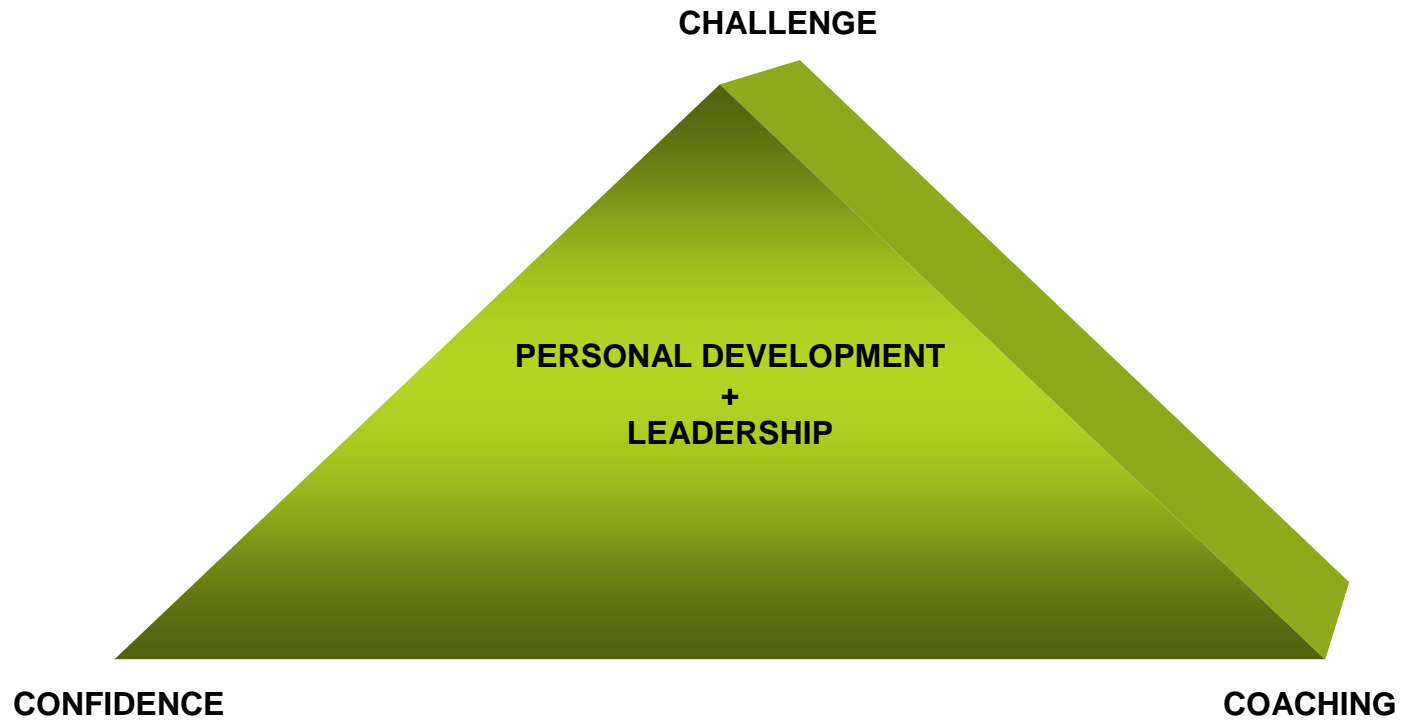 CHALLENGE
PERSONAL DEVELOPMENT
+
LEADERSHIP
CONFIDENCE
COACHING